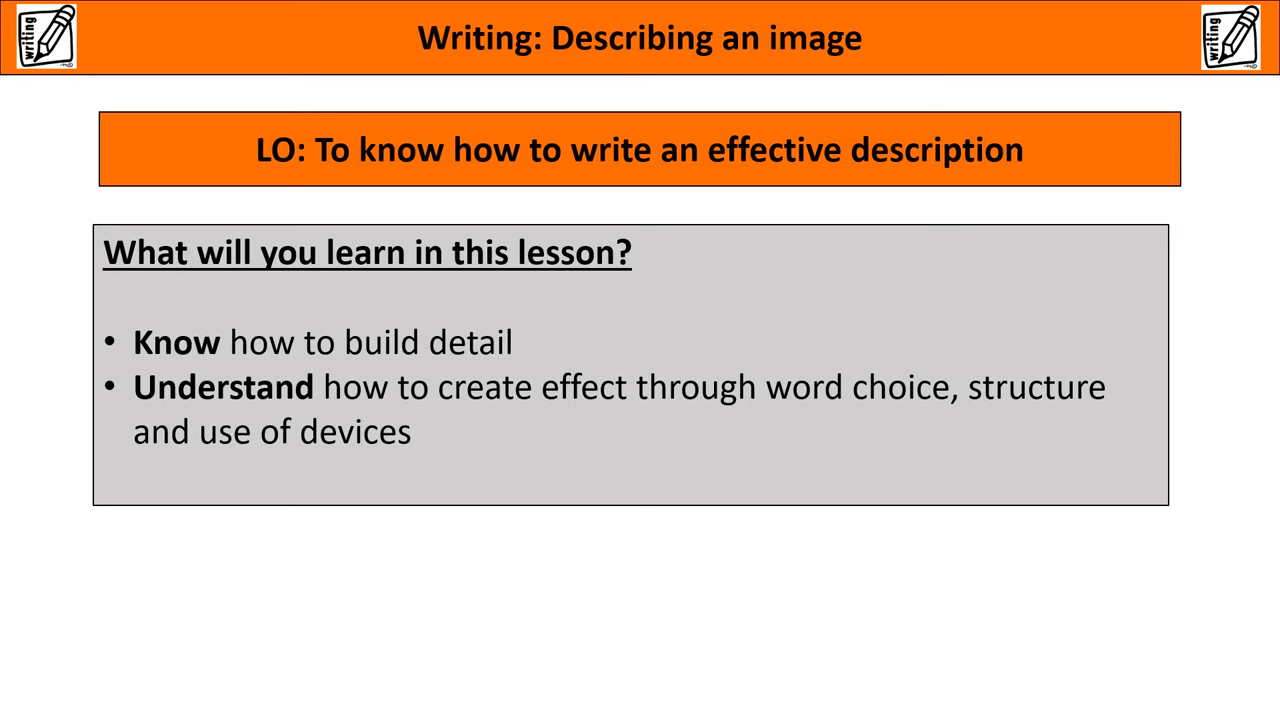 writing
Writing: Describing an image
writing
LO: To know how to write an effective description
What will you learn in this lesson?
• Know how to build detail
• Understand how to create effect through word choice, structure
and use of devices